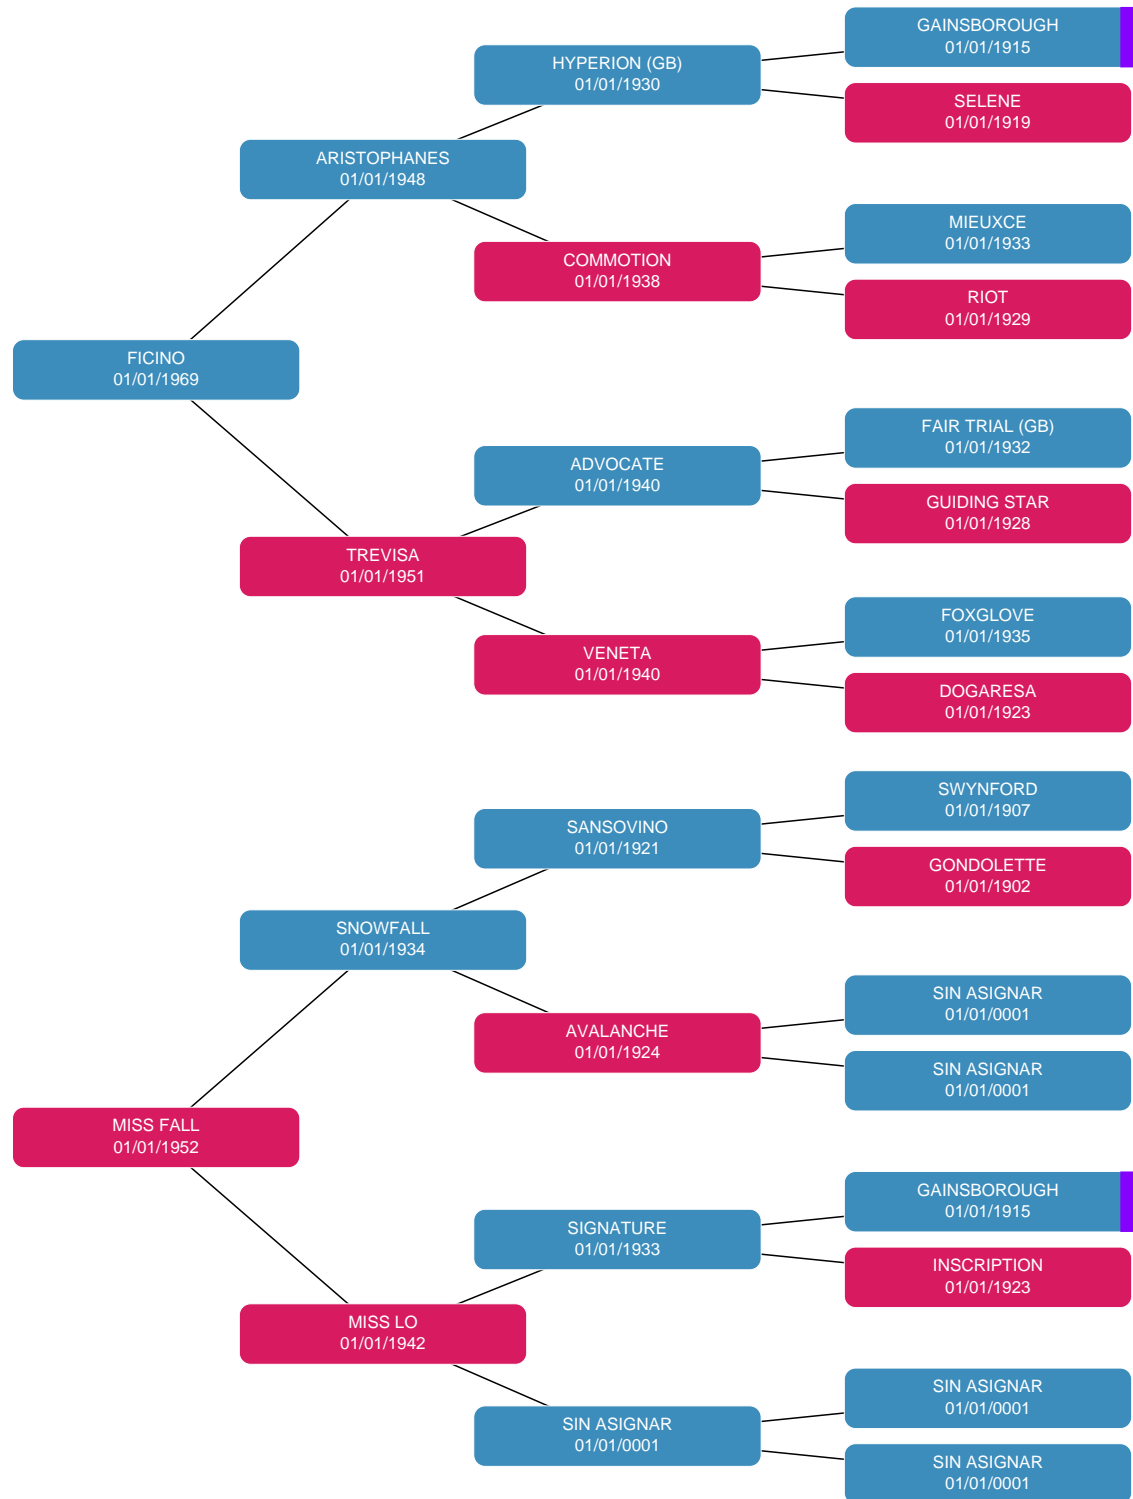 GAINSBOROUGH
01/01/1915
HYPERION (GB)
01/01/1930
SELENE
01/01/1919
ARISTOPHANES
01/01/1948
MIEUXCE
01/01/1933
COMMOTION
01/01/1938
RIOT
01/01/1929
FICINO
01/01/1969
FAIR TRIAL (GB)
01/01/1932
ADVOCATE
01/01/1940
GUIDING STAR
01/01/1928
TREVISA
01/01/1951
FOXGLOVE
01/01/1935
VENETA
01/01/1940
DOGARESA
01/01/1923
SWYNFORD
01/01/1907
SANSOVINO
01/01/1921
GONDOLETTE
01/01/1902
SNOWFALL
01/01/1934
SIN ASIGNAR
01/01/0001
AVALANCHE
01/01/1924
SIN ASIGNAR
01/01/0001
MISS FALL
01/01/1952
GAINSBOROUGH
01/01/1915
SIGNATURE
01/01/1933
INSCRIPTION
01/01/1923
MISS LO
01/01/1942
SIN ASIGNAR
01/01/0001
SIN ASIGNAR
01/01/0001
SIN ASIGNAR
01/01/0001